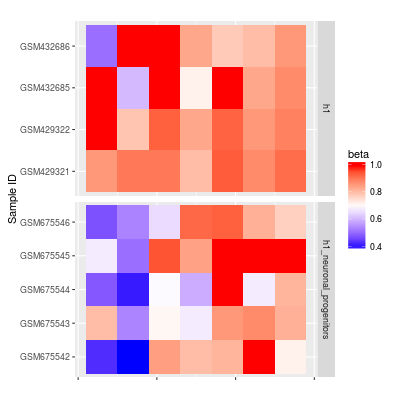 GSM432686
GSM432685
GSM429322
GSM429321
h1
Sample ID
GSM675546
GSM675545
GSM675544
GSM675543
GSM675542
h1_neuronal_progenitors
beta
1.0
0.8
0.6
0.4